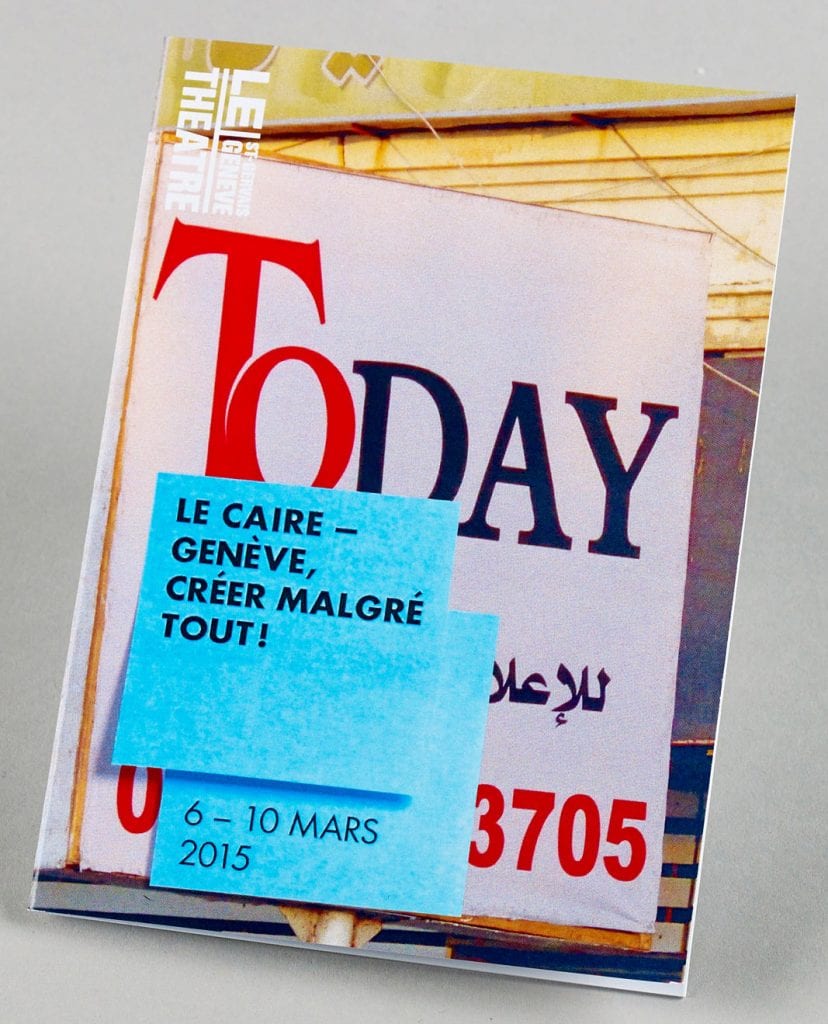 LE ST-GERVAIS
GENEVE
THEATRE
TODAY
LE CAIRE –
GENÈVE,
CRÉER MALGRÉ
TOUT !
للإعلا
0 3705
6 – 10 MARS
2015